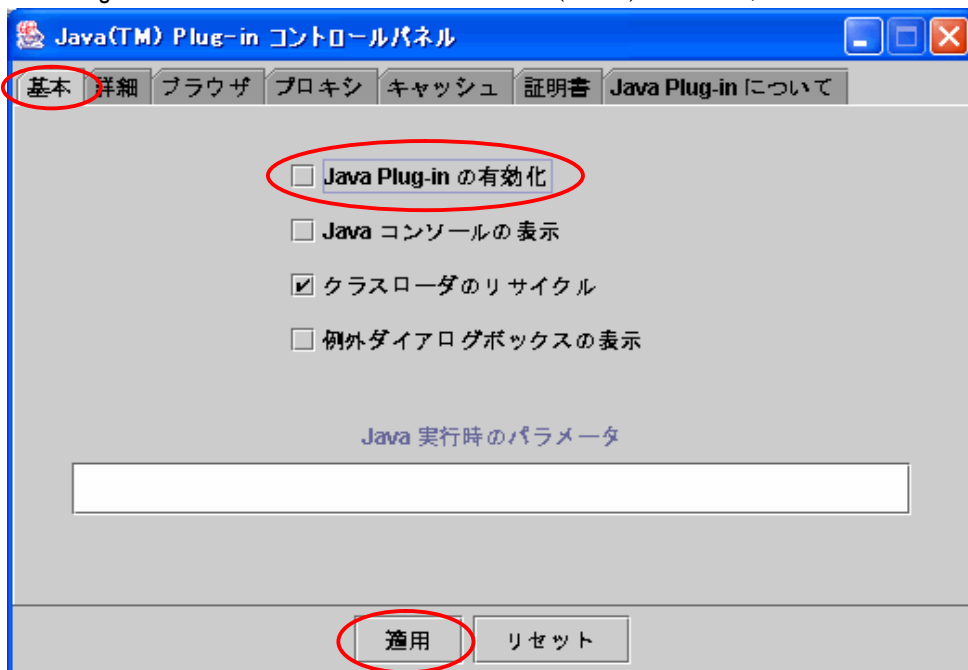 Java(TM) Plug-in コントロールパネル
基本 詳細 ブラウザ プロキシ キャッシュ 証明書 Java Plug-in について
Java Plug-in の有効化
Java コンソールの表示
クラスローダのリサイクル
例外ダイアログボックスの表示
Java 実行時のパラメータ
適用 リセット